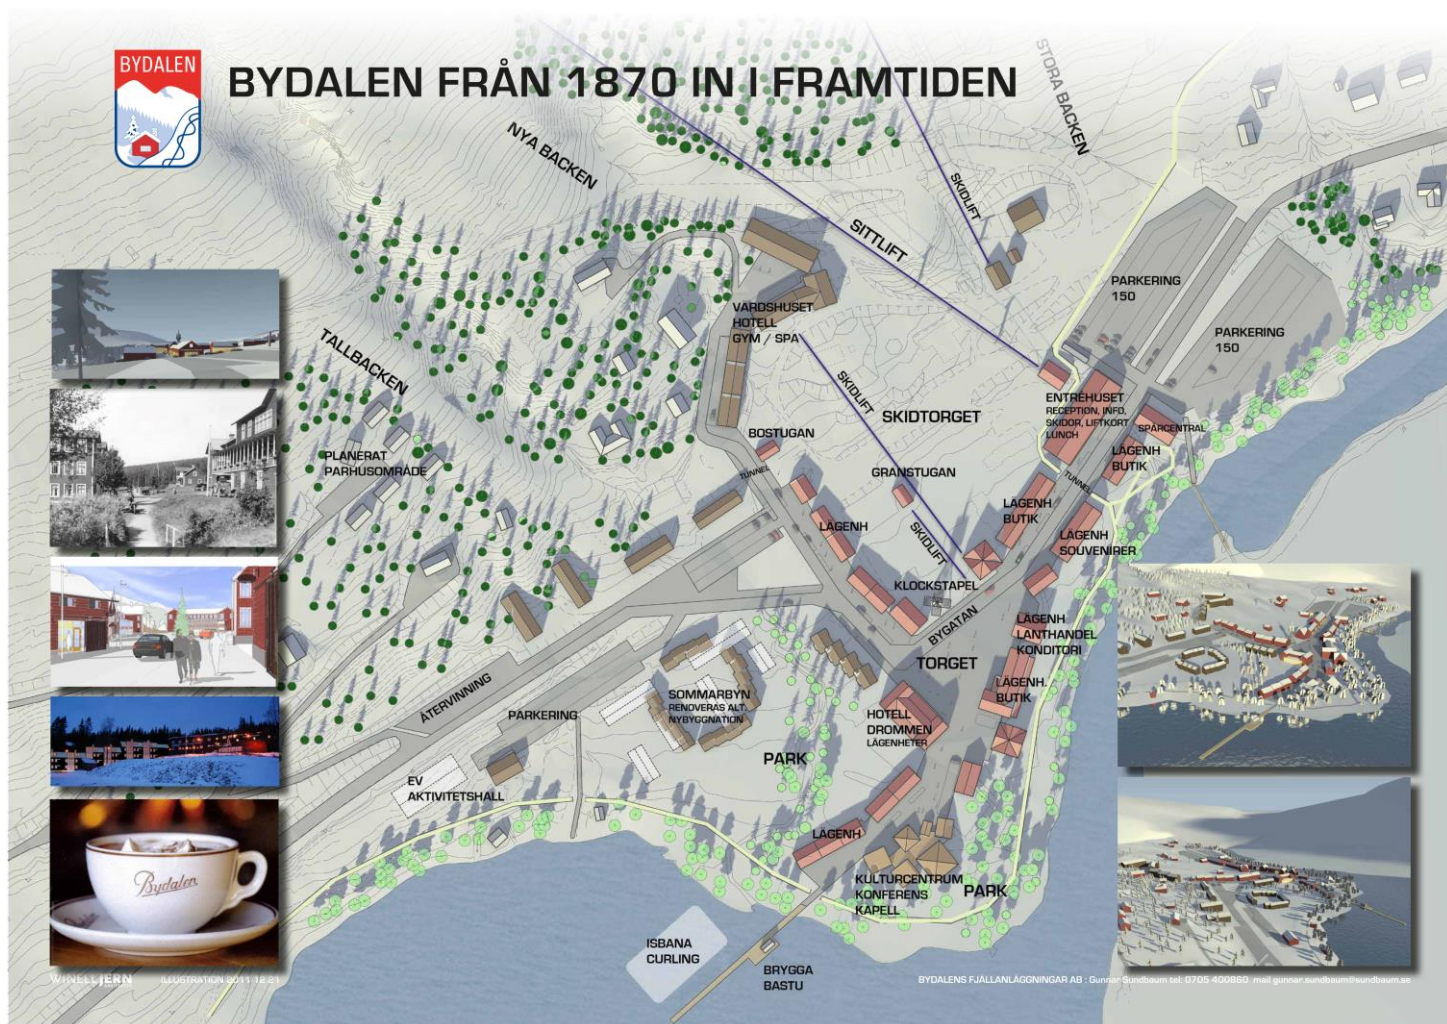 BYDALEN
BYDALEN FRÅN 1870 IN I FRAMTIDEN
STORA BACKEN
NYA BACKEN
SKIDLIFT
SITTLIFT
PARKERING
150
PARKERING
150
VÄRDSHUSET
HOTELL
GYM / SPA
TALLBACKEN
SKIDLIFT
SKIDTORGET
ENTRÉHUSET
RECEPTION, INFO,
SKIDOR, LIFTKORT
LUNCH
SPÅRCENTRAL
BOSTUGAN
LÄGENH
BUTIK
PLANERAT
PARHUSOMRÅDE
TUNNEL
GRANSTUGAN
TUNNEL
LÄGENH
BUTIK
LÄGENH
SKIDLIFT
LÄGENH
SOUVENIRER
KLOCKSTAPEL
BYGATAN
LÄGENH
LANTHANDEL
KONDITORI
TORGET
LÄGENH.
BUTIK
ÅTERVINNING
SOMMARBYN
RENOVERAS ALT.
NYBYGGNATION
PARKERING
HOTELL
DROMMEN
LÄGENHETER
PARK
EV
AKTIVITETSHALL
LÄGENH
KULTURCENTRUM
KONFERENS
KAPELL
PARK
Bydalen
ISBANA
CURLING
BRYGGA
BASTU
WINELLJERN
ILLUSTRATION 2011 12 21
BYDALENS FJÄLLANLÄGGNINGAR AB : Gunnar Sundbaum tel: 0705 400860 mail gunnar.sundbaum@sundbaum.se